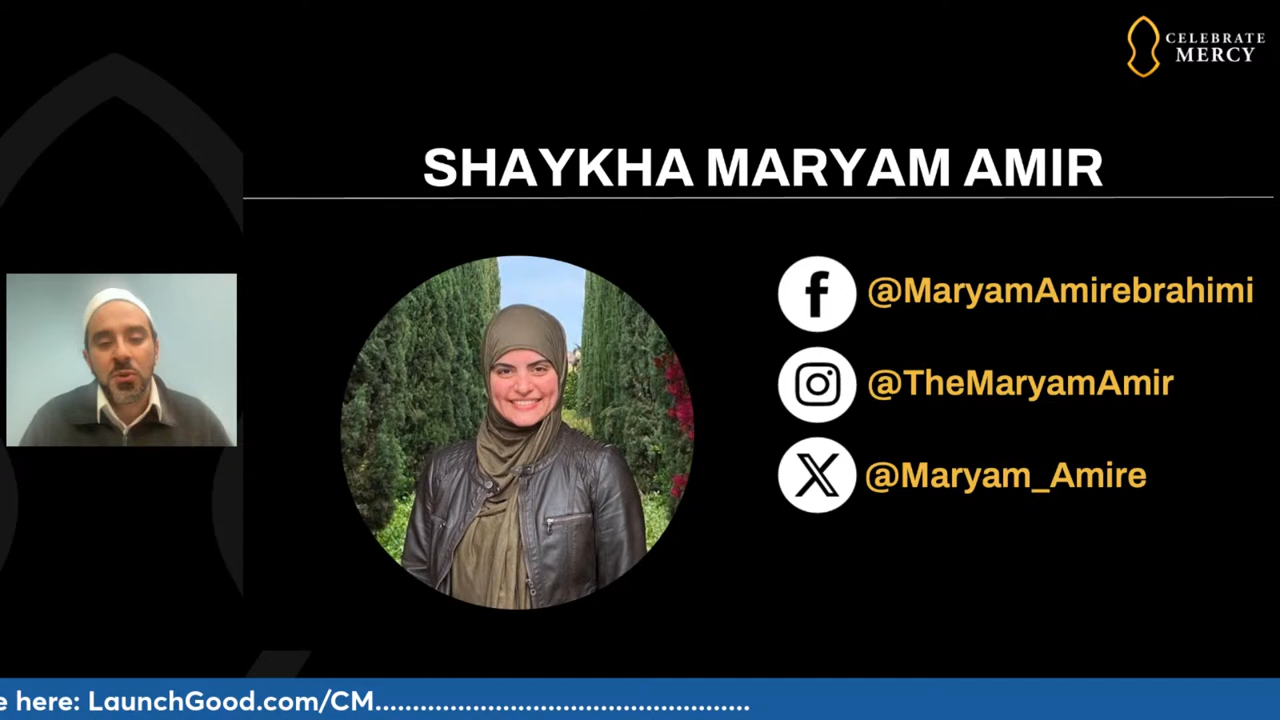 CELEBRATE
MERCY
SHAYKHA MARYAM AMIR
@MaryamAmirebrahimi
@TheMaryamAmir
@Maryam_Amire
e here: LaunchGood.com/CM..................................................